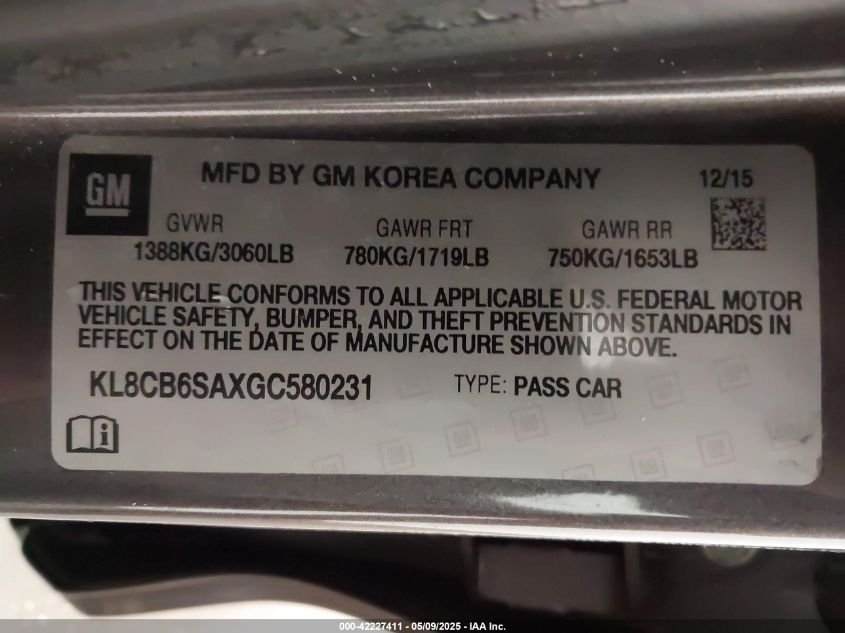 GM
MFD BY GM KOREA COMPANY 12/15
GVWR GAWR FRT GAWR RR
1388KG/3060LB 780KG/1719LB 750KG/1653LB
THIS VEHICLE CONFORMS TO ALL APPLICABLE U.S. FEDERAL MOTOR
VEHICLE SAFETY, BUMPER, AND THEFT PREVENTION STANDARDS IN
EFFECT ON THE DATE OF MANUFACTURE SHOWN ABOVE.
KL8CB6SAXGC580231 TYPE: PASS CAR
000-42227411 - 05/09/2025 - IAA Inc.